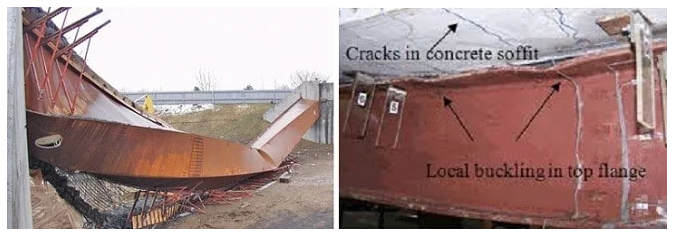 Cracks in concrete soffit
Local buckling in top flange